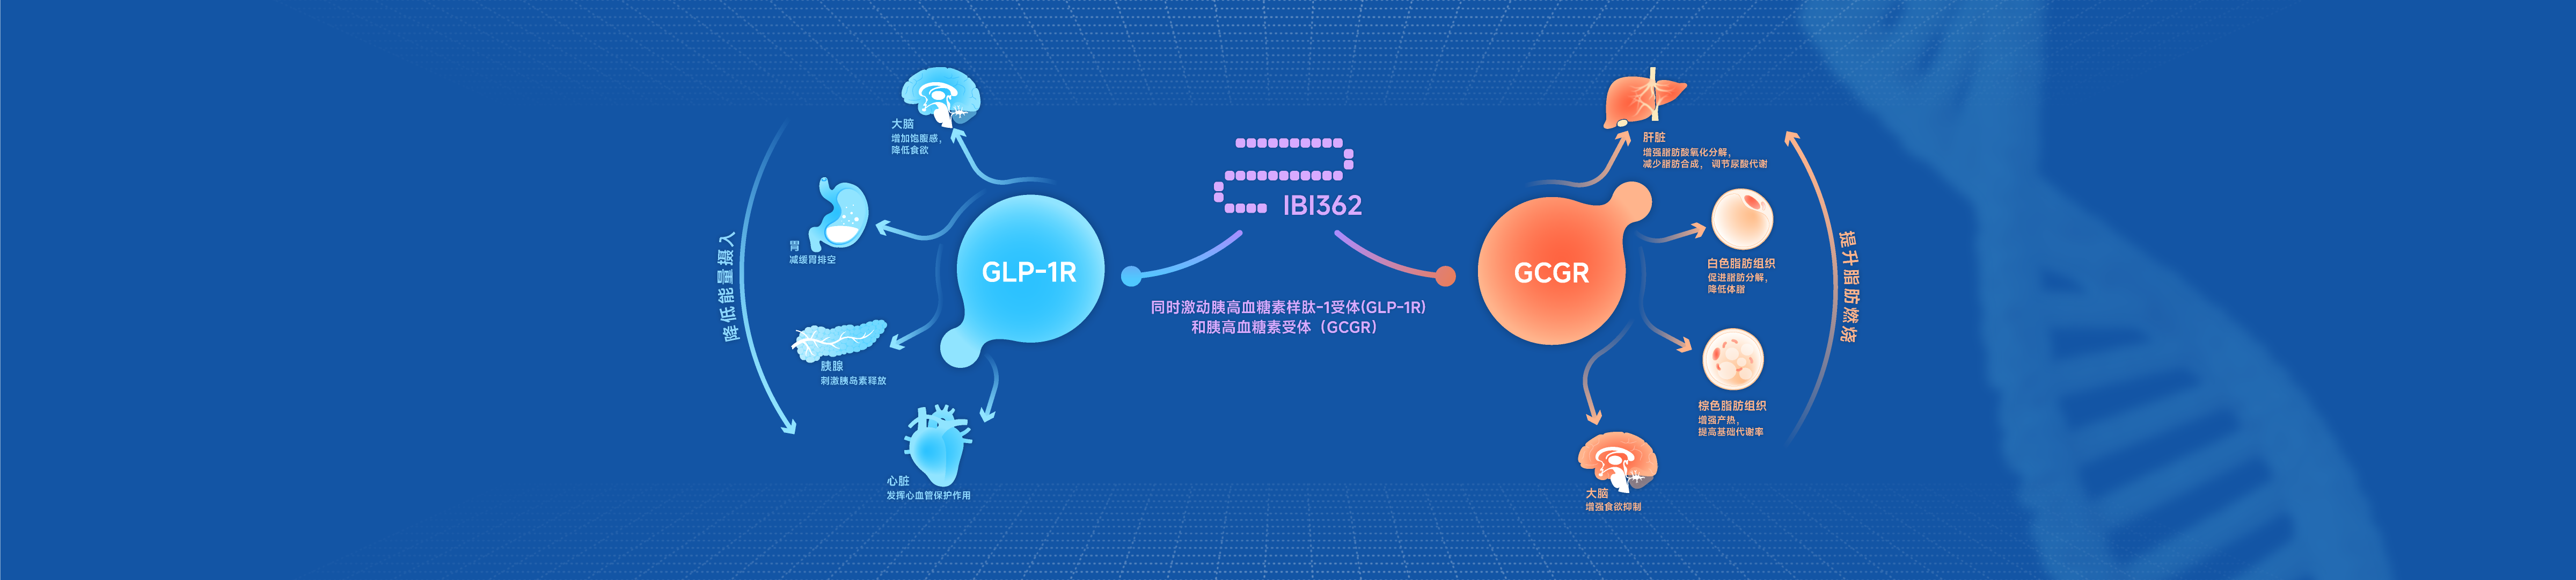 降低能量摄入
大脑
增加饱腹感，
降低食欲
胃
减缓胃排空
胰腺
刺激胰岛素释放
心脏
发挥心血管保护作用
GLP-1R
IBI362
同时激动胰高血糖素样肽-1受体(GLP-1R)
和胰高血糖素受体（GCGR）
GCGR
肝脏
增强脂肪酸氧化分解，
减少脂肪合成， 调节尿酸代谢
白色脂肪组织
促进脂肪分解，
降低体脂
棕色脂肪组织
增强产热，
提高基础代谢率
大脑
增强食欲抑制
提升脂肪燃烧